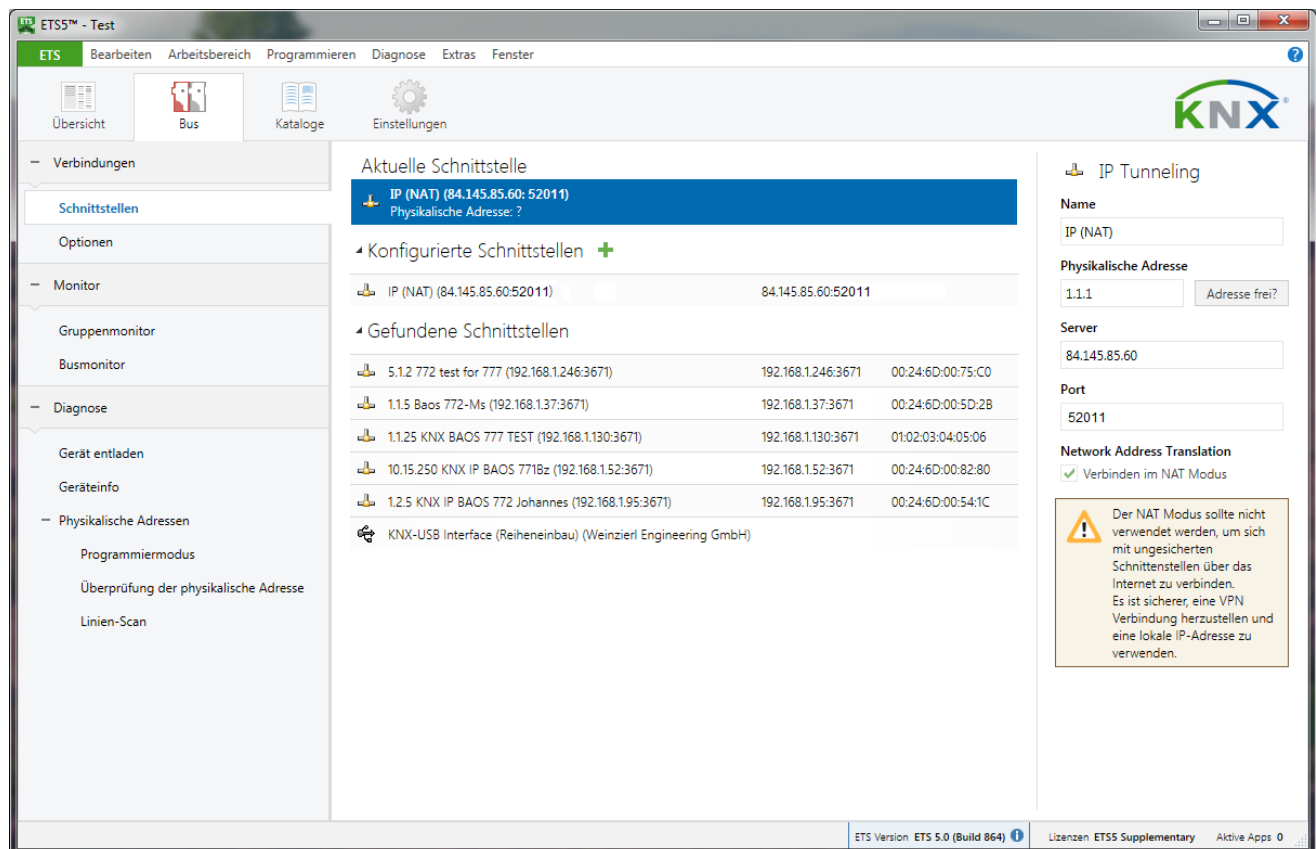 ETS5™ - Test
ETS Bearbeiten Arbeitsbereich Programmieren Diagnose Extras Fenster
Übersicht Bus Kataloge Einstellungen
KNX®
Verbindungen
Schnittstellen
Optionen
Monitor
Gruppenmonitor
Busmonitor
Diagnose
Gerät entladen
Geräteinfo
Physikalische Adressen
Programmiermodus
Überprüfung der physikalische Adresse
Linien-Scan
Aktuelle Schnittstelle
IP (NAT) (84.145.85.60: 52011)
Physikalische Adresse: ?
Konfigurierte Schnittstellen
IP (NAT) (84.145.85.60:52011) 84.145.85.60:52011
Gefundene Schnittstellen
5.1.2 772 test for 777 (192.168.1.246:3671) 192.168.1.246:3671 00:24:6D:00:75:C0
1.1.5 Baos 772-Ms (192.168.1.37:3671) 192.168.1.37:3671 00:24:6D:00:5D:2B
1.1.25 KNX BAOS 777 TEST (192.168.1.130:3671) 192.168.1.130:3671 01:02:03:04:05:06
10.15.250 KNX IP BAOS 771Bz (192.168.1.52:3671) 192.168.1.52:3671 00:24:6D:00:82:80
1.2.5 KNX IP BAOS 772 Johannes (192.168.1.95:3671) 192.168.1.95:3671 00:24:6D:00:54:1C
KNX-USB Interface (Reiheneinbau) (Weinzierl Engineering GmbH)
IP Tunneling
Name
IP (NAT)
Physikalische Adresse
1.1.1 Adresse frei?
Server
84.145.85.60
Port
52011
Network Address Translation
Verbinden im NAT Modus
Der NAT Modus sollte nicht
verwendet werden, um sich
mit ungesicherten
Schnittenstellen über das
Internet zu verbinden.
Es ist sicherer, eine VPN
Verbindung herzustellen und
eine lokale IP-Adresse zu
verwenden.
ETS Version ETS 5.0 (Build 864) Lizenzen ETS5 Supplementary Aktive Apps 0